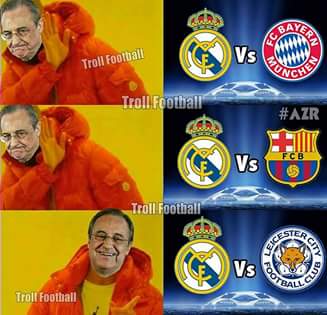 Troll Football
Vs
FC BAYERN
MÜNCHEN
Troll Football
#AZR
Vs
FCB
Troll Football
Troll Football
Vs
LEICESTER CITY
FOOTBALL CLUB